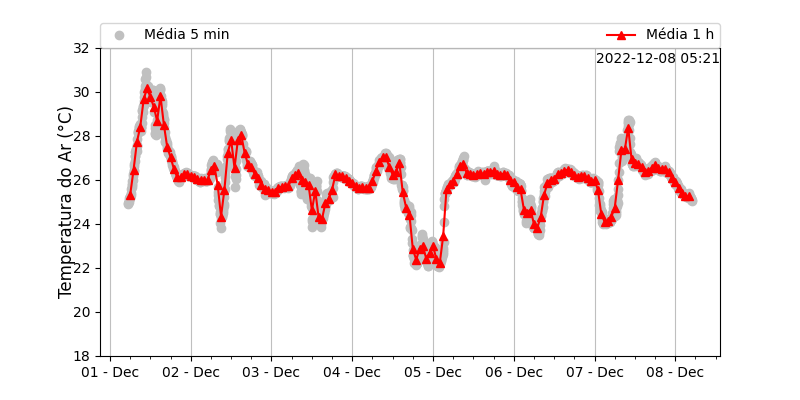 Média 5 min
Média 1 h
2022-12-08 05:21
Temperatura do Ar (°C)
32
30
28
26
24
22
20
18
01 - Dec
02 - Dec
03 - Dec
04 - Dec
05 - Dec
06 - Dec
07 - Dec
08 - Dec